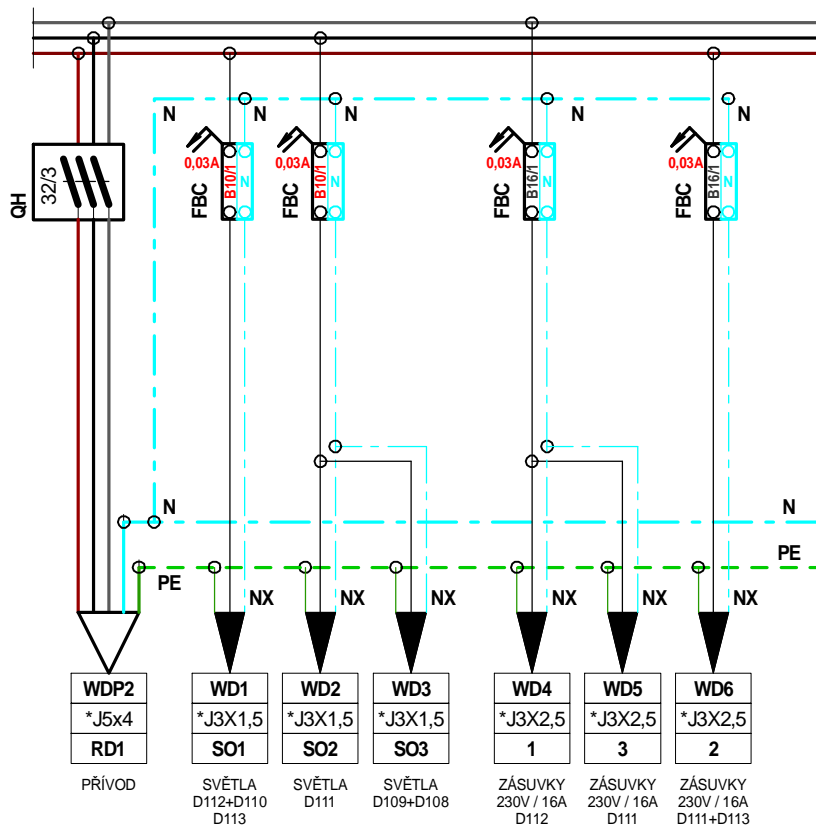 N N N N N
QH 32/3
0,03A FBC B10/1 N
0,03A FBC B10/1 N
0,03A FBC B16/1 N
0,03A FBC B16/1 N
N N
PE PE
NX NX NX NX NX NX
WDP2 WD1 WD2 WD3 WD4 WD5 WD6
*J5x4 *J3X1,5 *J3X1,5 *J3X1,5 *J3X2,5 *J3X2,5 *J3X2,5
RD1 SO1 SO2 SO3 1 3 2
PŘÍVOD SVĚTLA SVĚTLA SVĚTLA ZÁSUVKY ZÁSUVKY ZÁSUVKY
D112+D110 D111 D109+D108 230V / 16A 230V / 16A 230V / 16A
D113 D112 D111 D111+D113